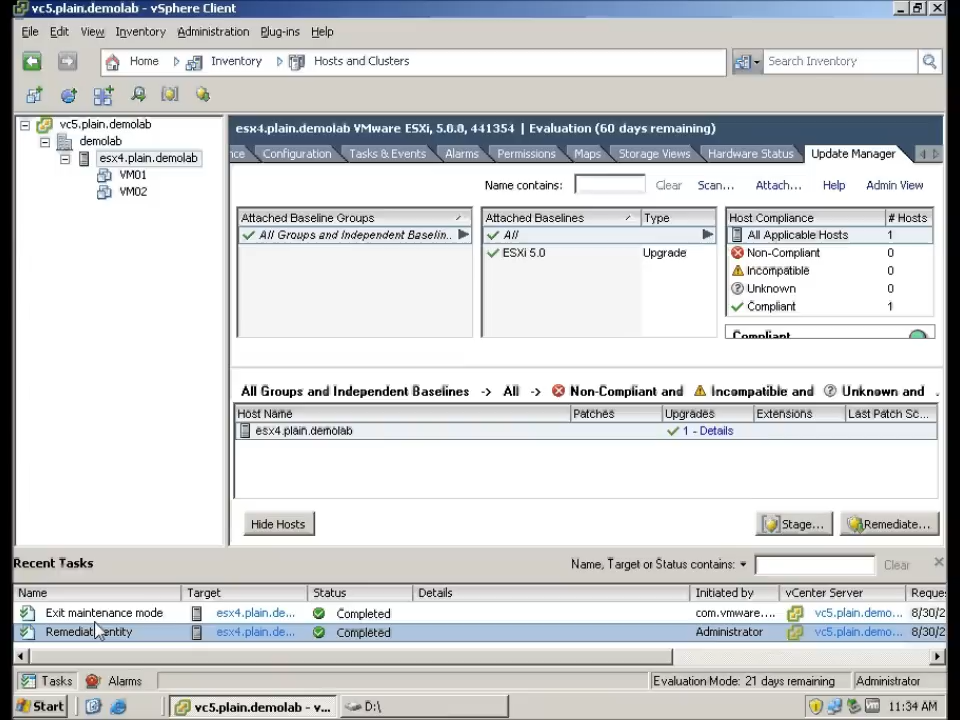 vc5.plain.demolab - vSphere Client
File Edit View Inventory Administration Plug-ins Help
Home Inventory Hosts and Clusters Search Inventory
vc5.plain.demolab
demolab
esx4.plain.demolab
VM01
VM02
esx4.plain.demolab VMware ESXi, 5.0.0, 441354 | Evaluation (60 days remaining)
nce Configuration Tasks & Events Alarms Permissions Maps Storage Views Hardware Status Update Manager
Name contains: Clear Scan... Attach... Help Admin View
Attached Baseline Groups
All Groups and Independent Baselin..
Attached Baselines Type
All
ESXi 5.0 Upgrade
Host Compliance # Hosts
All Applicable Hosts 1
Non-Compliant 0
Incompatible 0
Unknown 0
Compliant 1
Compliant
All Groups and Independent Baselines -> All -> Non-Compliant and Incompatible and Unknown and .
Host Name Patches Upgrades Extensions Last Patch Sc...
esx4.plain.demolab 1 - Details
Hide Hosts Stage... Remediate...
Recent Tasks Name, Target or Status contains: Clear
Name Target Status Details Initiated by vCenter Server Reque
Exit maintenance mode esx4.plain.de... Completed com.vmware.... vc5.plain.demo... 8/30/2
Remediate entity esx4.plain.de... Completed Administrator vc5.plain.demo... 8/30/2
Tasks Alarms Evaluation Mode: 21 days remaining Administrator
Start vc5.plain.demolab - v... D:\ 11:34 AM